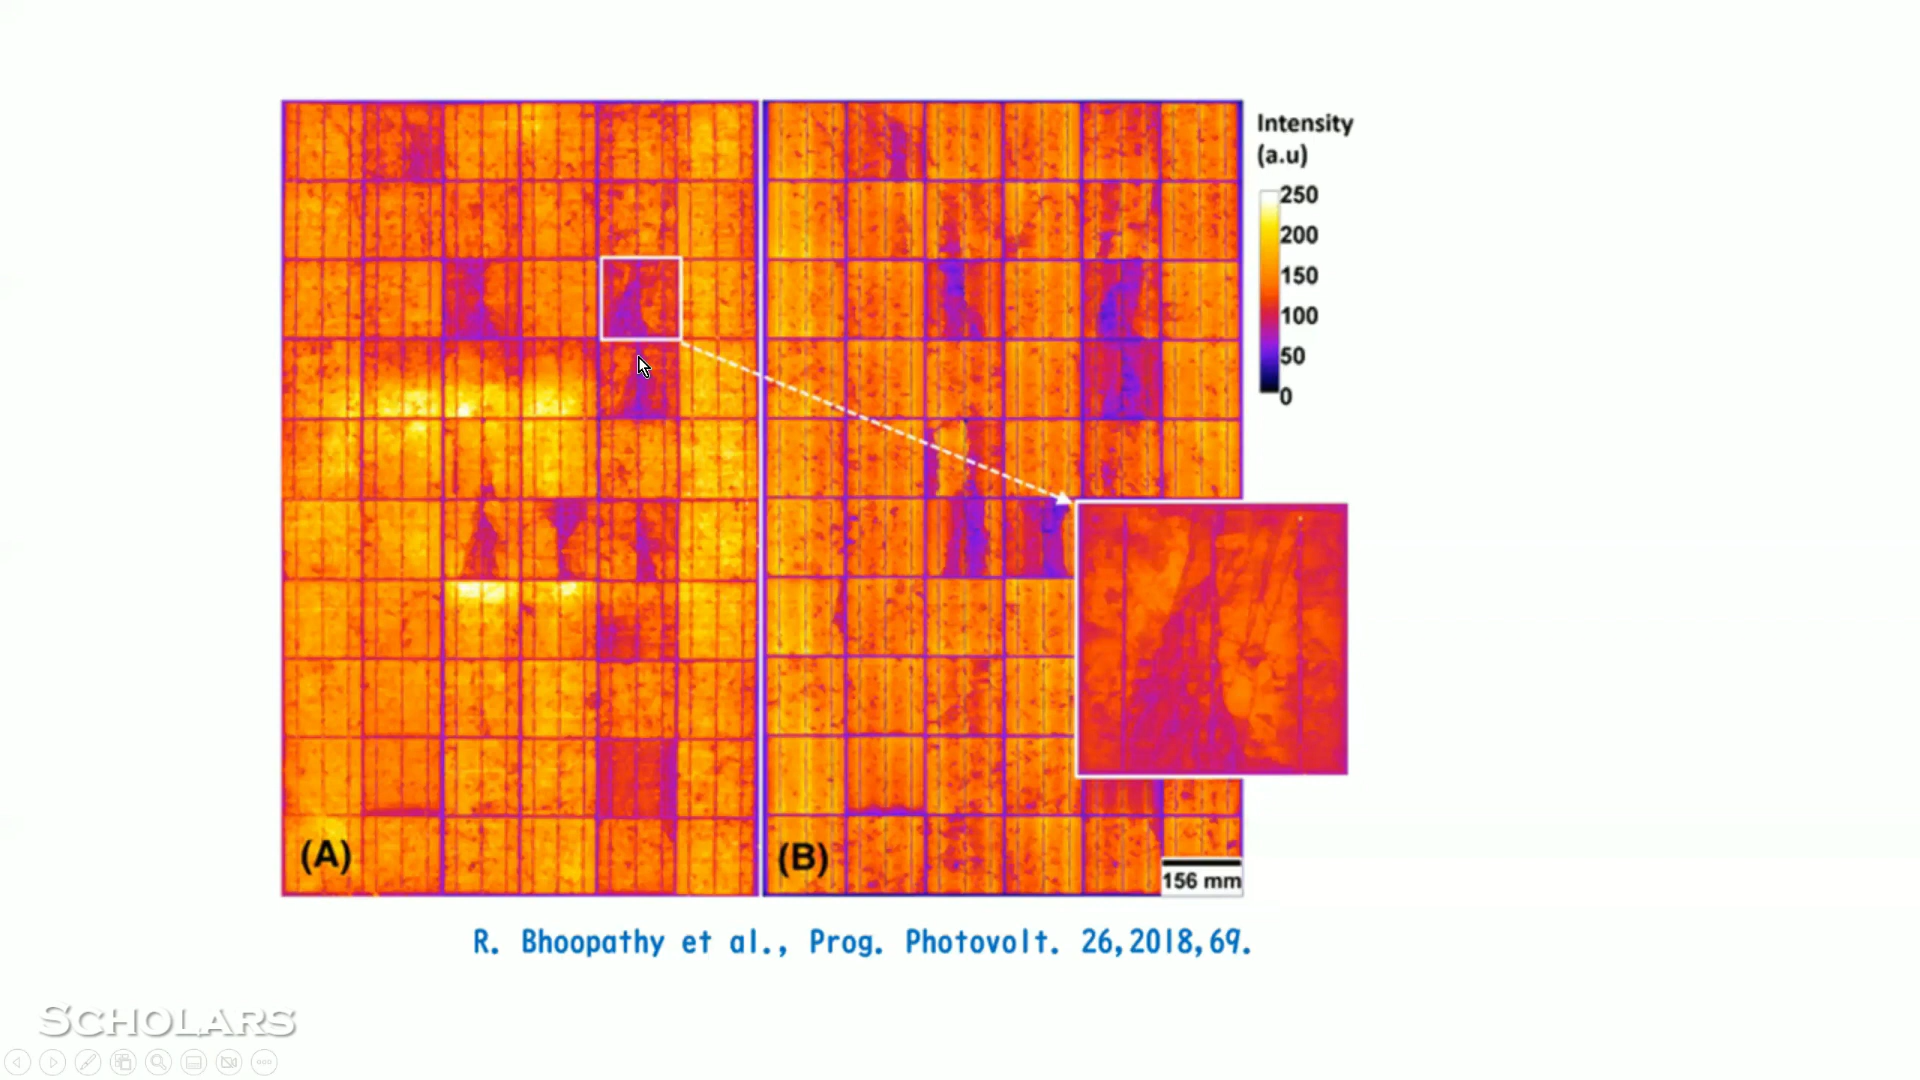 Intensity
(a.u)
250
200
150
100
50
0
(A)
(B)
156 mm
R. Bhoopathy et al., Prog. Photovolt. 26,2018,69.
SCHOLARS